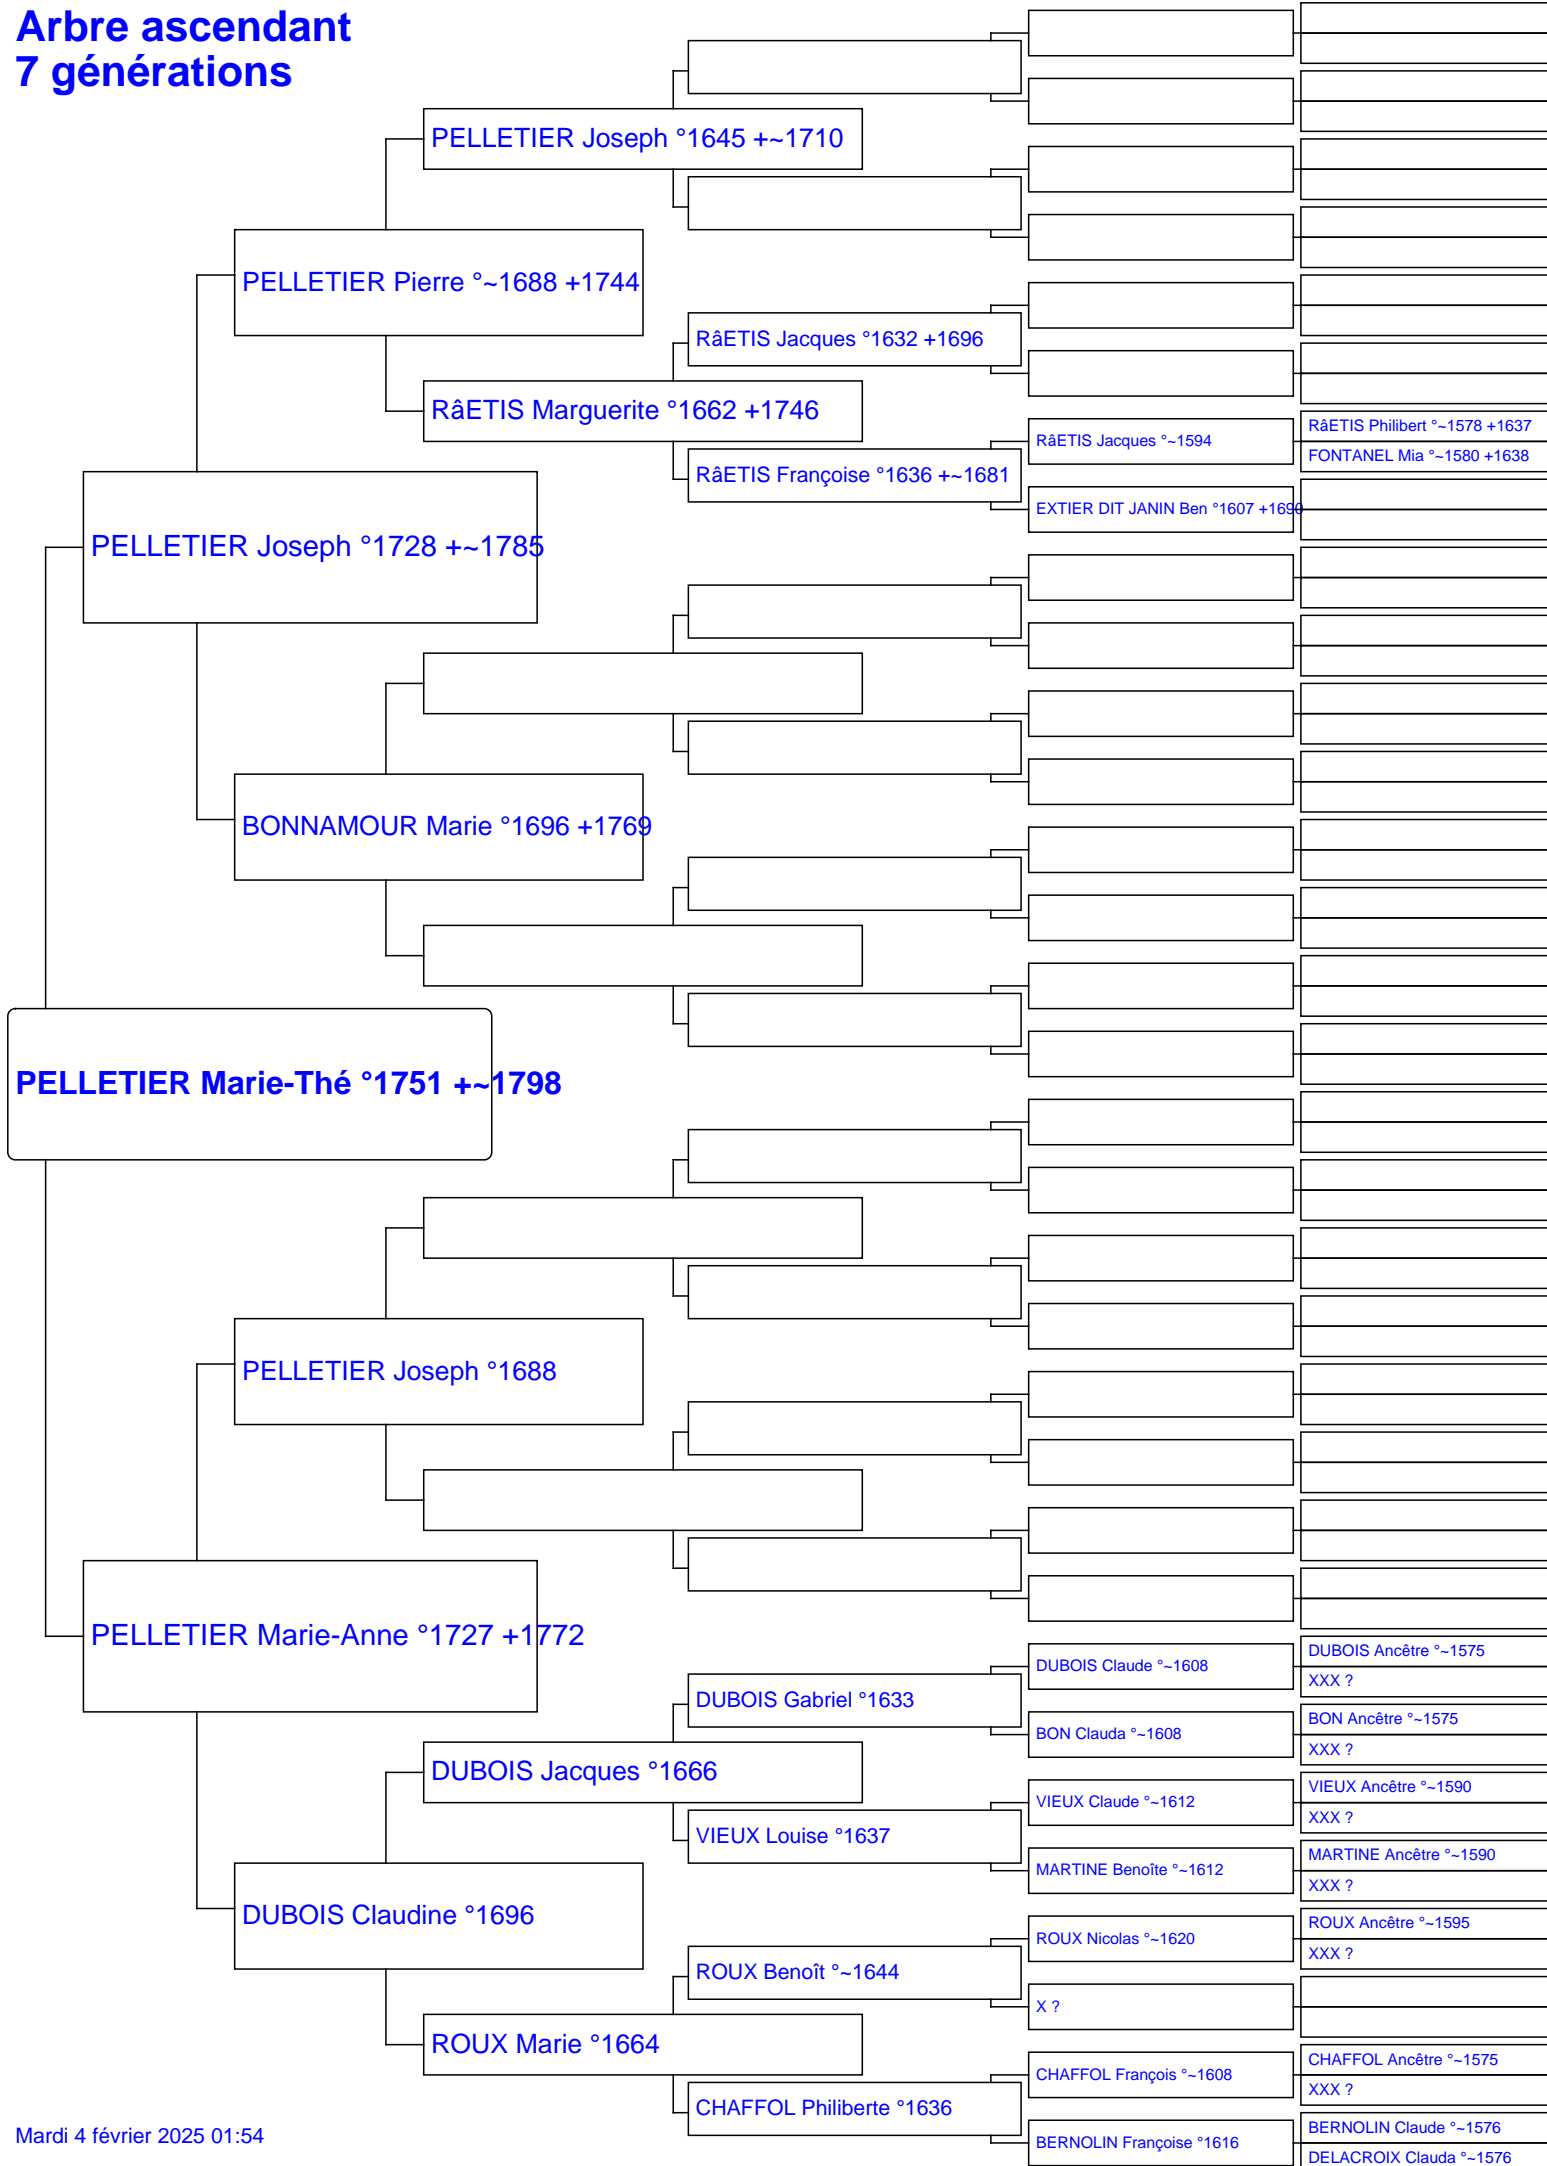 Arbre ascendant
7 générations
PELLETIER Joseph °1645 +~1710
PELLETIER Pierre °~1688 +1744
RâETIS Jacques °1632 +1696
RâETIS Marguerite °1662 +1746
RâETIS Philibert °~1578 +1637
RâETIS Jacques °~1594
FONTANEL Mia °~1580 +1638
RâETIS Françoise °1636 +~1681
EXTIER DIT JANIN Ben °1607 +1690
PELLETIER Joseph °1728 +~1785
BONNAMOUR Marie °1696 +1769
PELLETIER Marie-Thé °1751 +~1798
PELLETIER Joseph °1688
PELLETIER Marie-Anne °1727 +1772
DUBOIS Ancêtre °~1575
DUBOIS Claude °~1608
XXX ?
DUBOIS Gabriel °1633
BON Ancêtre °~1575
BON Clauda °~1608
XXX ?
DUBOIS Jacques °1666
VIEUX Ancêtre °~1590
VIEUX Claude °~1612
XXX ?
VIEUX Louise °1637
MARTINE Ancêtre °~1590
MARTINE Benoîte °~1612
XXX ?
DUBOIS Claudine °1696
ROUX Ancêtre °~1595
ROUX Nicolas °~1620
XXX ?
ROUX Benoît °~1644
X ?
ROUX Marie °1664
CHAFFOL Ancêtre °~1575
CHAFFOL François °~1608
XXX ?
CHAFFOL Philiberte °1636
BERNOLIN Claude °~1576
BERNOLIN Françoise °1616
DELACROIX Clauda °~1576
Mardi 4 février 2025 01:54